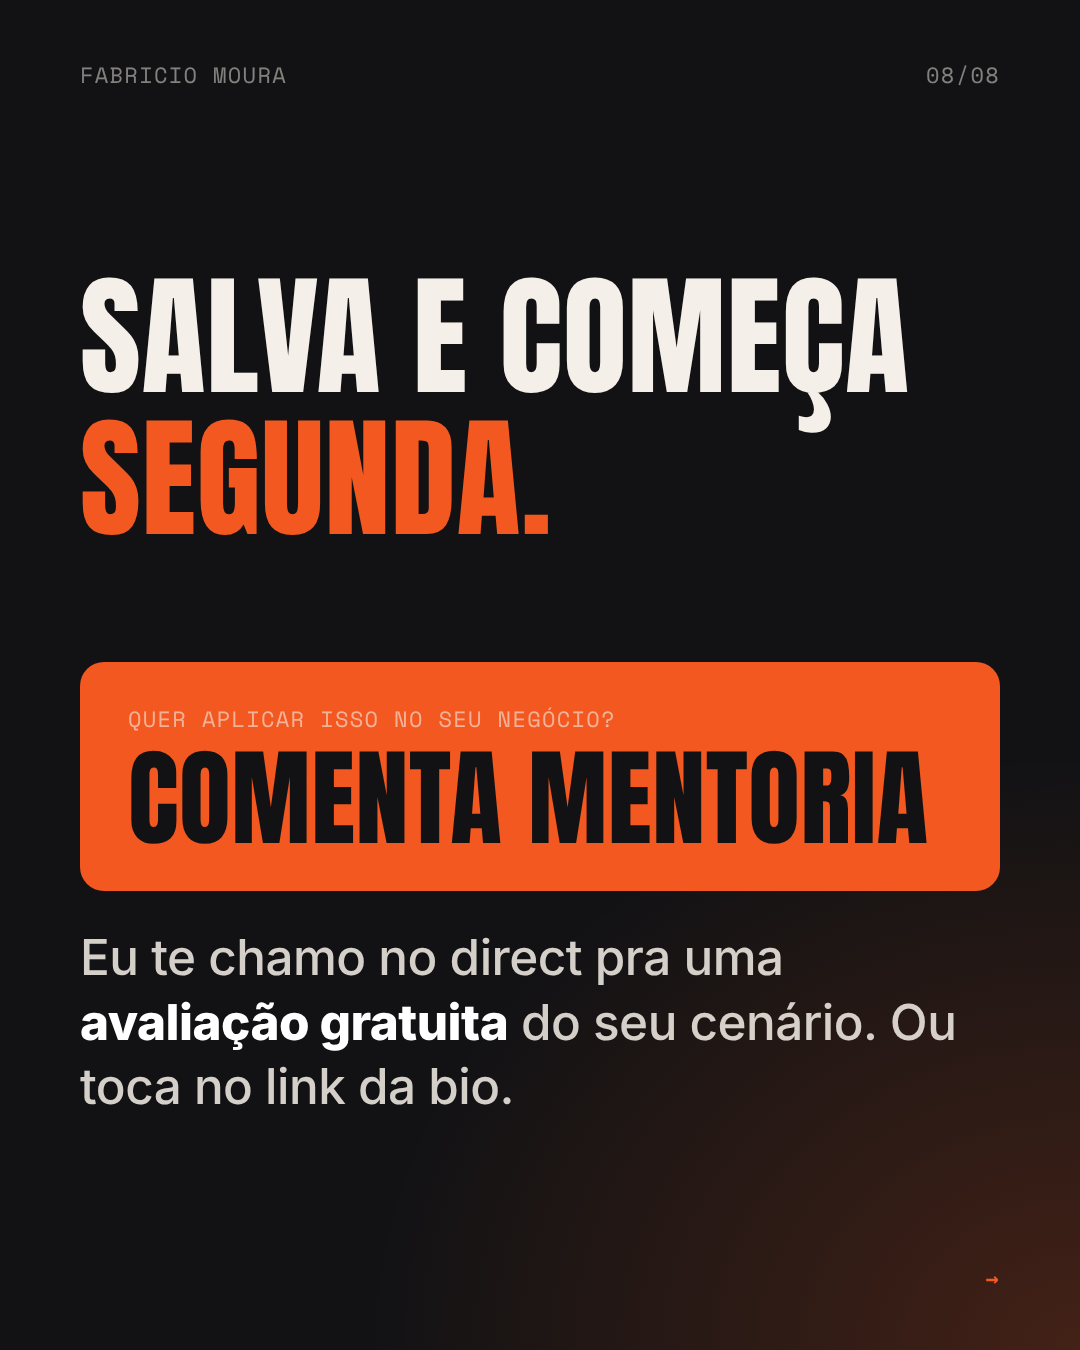 FABRICIO MOURA
08/08
SALVA E COMEÇA
SEGUNDA.
QUER APLICAR ISSO NO SEU NEGÓCIO?
COMENTA MENTORIA
Eu te chamo no direct pra uma
avaliação gratuita do seu cenário. Ou
toca no link da bio.
→